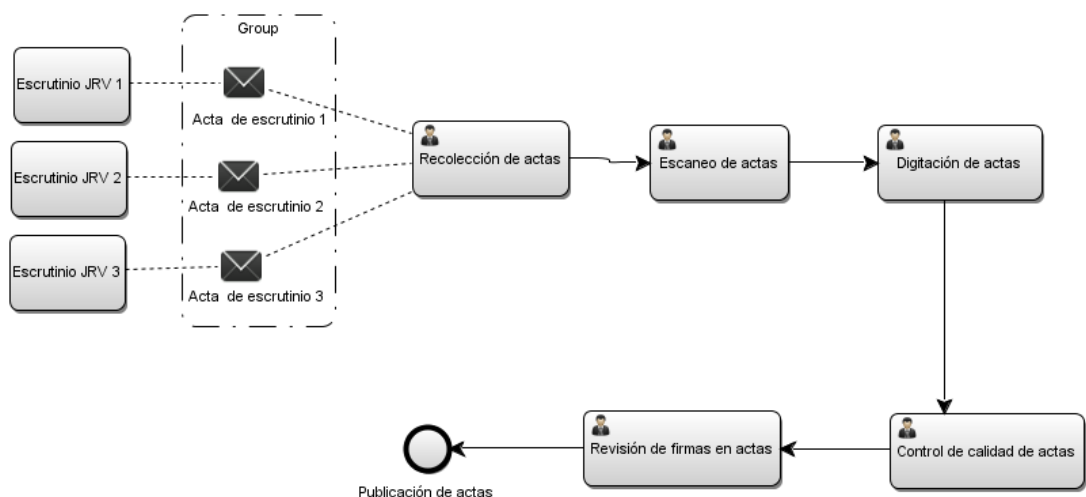 Group
Escrutinio JRV 1
Acta de escrutinio 1
Escrutinio JRV 2
Acta de escrutinio 2
Escrutinio JRV 3
Acta de escrutinio 3
Recolección de actas
Escaneo de actas
Digitación de actas
Control de calidad de actas
Revisión de firmas en actas
Publicación de actas